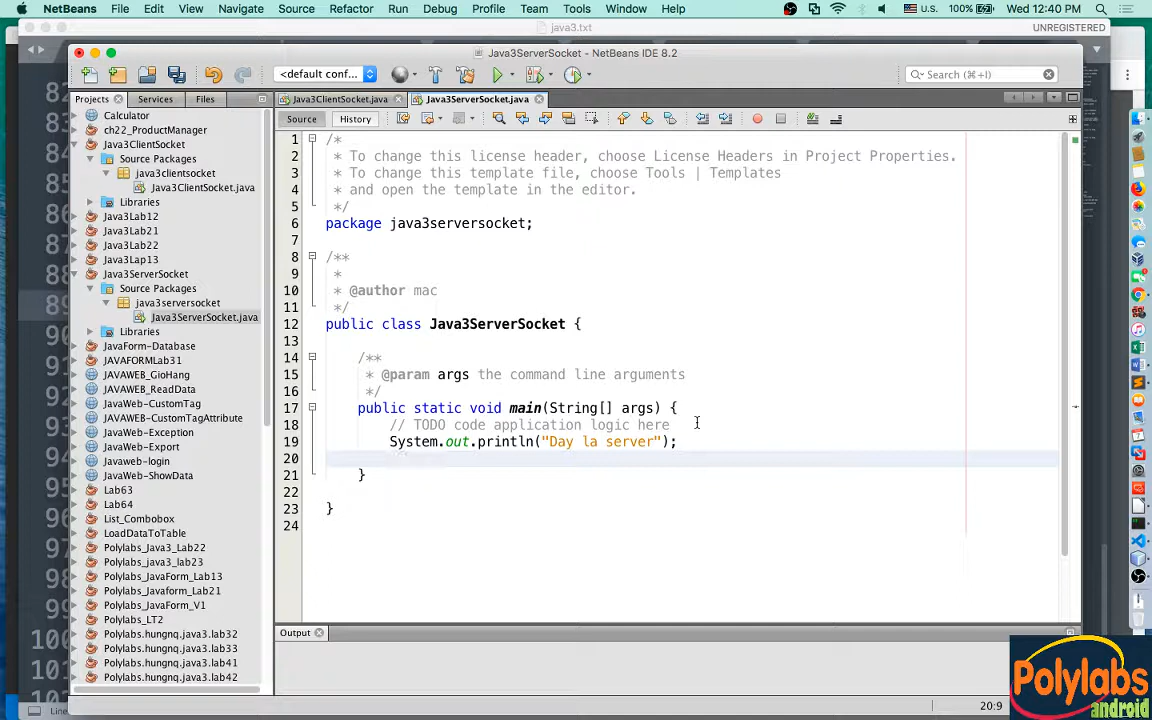 NetBeans File Edit View Navigate Source Refactor Run Debug Profile Team Tools Window Help U.S. 100% Wed 12:40 PM
java3.txt UNREGISTERED
Java3ServerSocket - NetBeans IDE 8.2
<default conf... Search (⌘+I)
Projects Services Files Java3ClientSocket.java Java3ServerSocket.java
Source History
Calculator
ch22_ProductManager
Java3ClientSocket
Source Packages
java3clientsocket
Java3ClientSocket.java
Libraries
Java3Lab12
Java3Lab21
Java3Lab22
Java3Lap13
Java3ServerSocket
Source Packages
java3serversocket
Java3ServerSocket.java
Libraries
JavaForm-Database
JAVAFORMLab31
JAVAWEB_GioHang
JAVAWEB_ReadData
JavaWeb-CustomTag
JAVAWEB-CustomTagAttribute
JavaWeb-Exception
JavaWeb-Export
Javaweb-login
JavaWeb-ShowData
Lab63
Lab64
List_Combobox
LoadDataToTable
Polylabs_Java3_Lab22
Polylabs_java3_lab23
Polylabs_JavaForm_Lab13
Polylabs_Javaform_Lab21
Polylabs_JavaForm_V1
Polylabs_LT2
Polylabs.hungnq.java3.lab32
Polylabs.hungnq.java3.lab33
Polylabs.hungnq.java3.lab41
Polylabs.hungnq.java3.lab42
1 /*
2 * To change this license header, choose License Headers in Project Properties.
3 * To change this template file, choose Tools | Templates
4 * and open the template in the editor.
5 */
6 package java3serversocket;
7
8 /**
9 *
10 * @author mac
11 */
12 public class Java3ServerSocket {
13
14 /**
15 * @param args the command line arguments
16 */
17 public static void main(String[] args) {
18 // TODO code application logic here
19 System.out.println("Day la server");
20
21 }
22
23 }
24
Output
20:9
Line
Polylabs
android